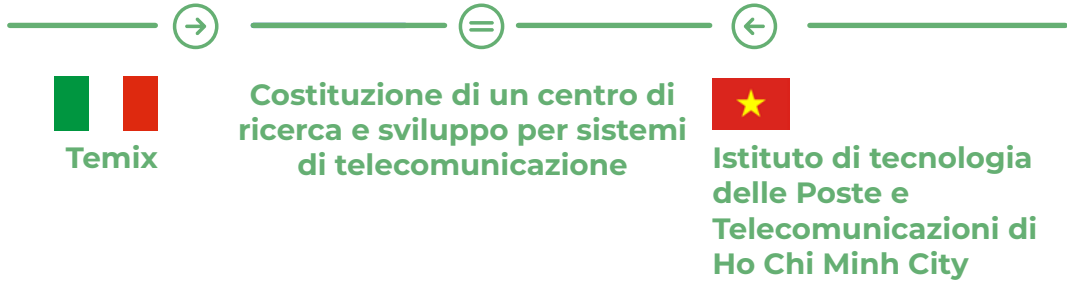 Temix
Costituzione di un centro di
ricerca e sviluppo per sistemi
di telecomunicazione
Istituto di tecnologia
delle Poste e
Telecomunicazioni di
Ho Chi Minh City